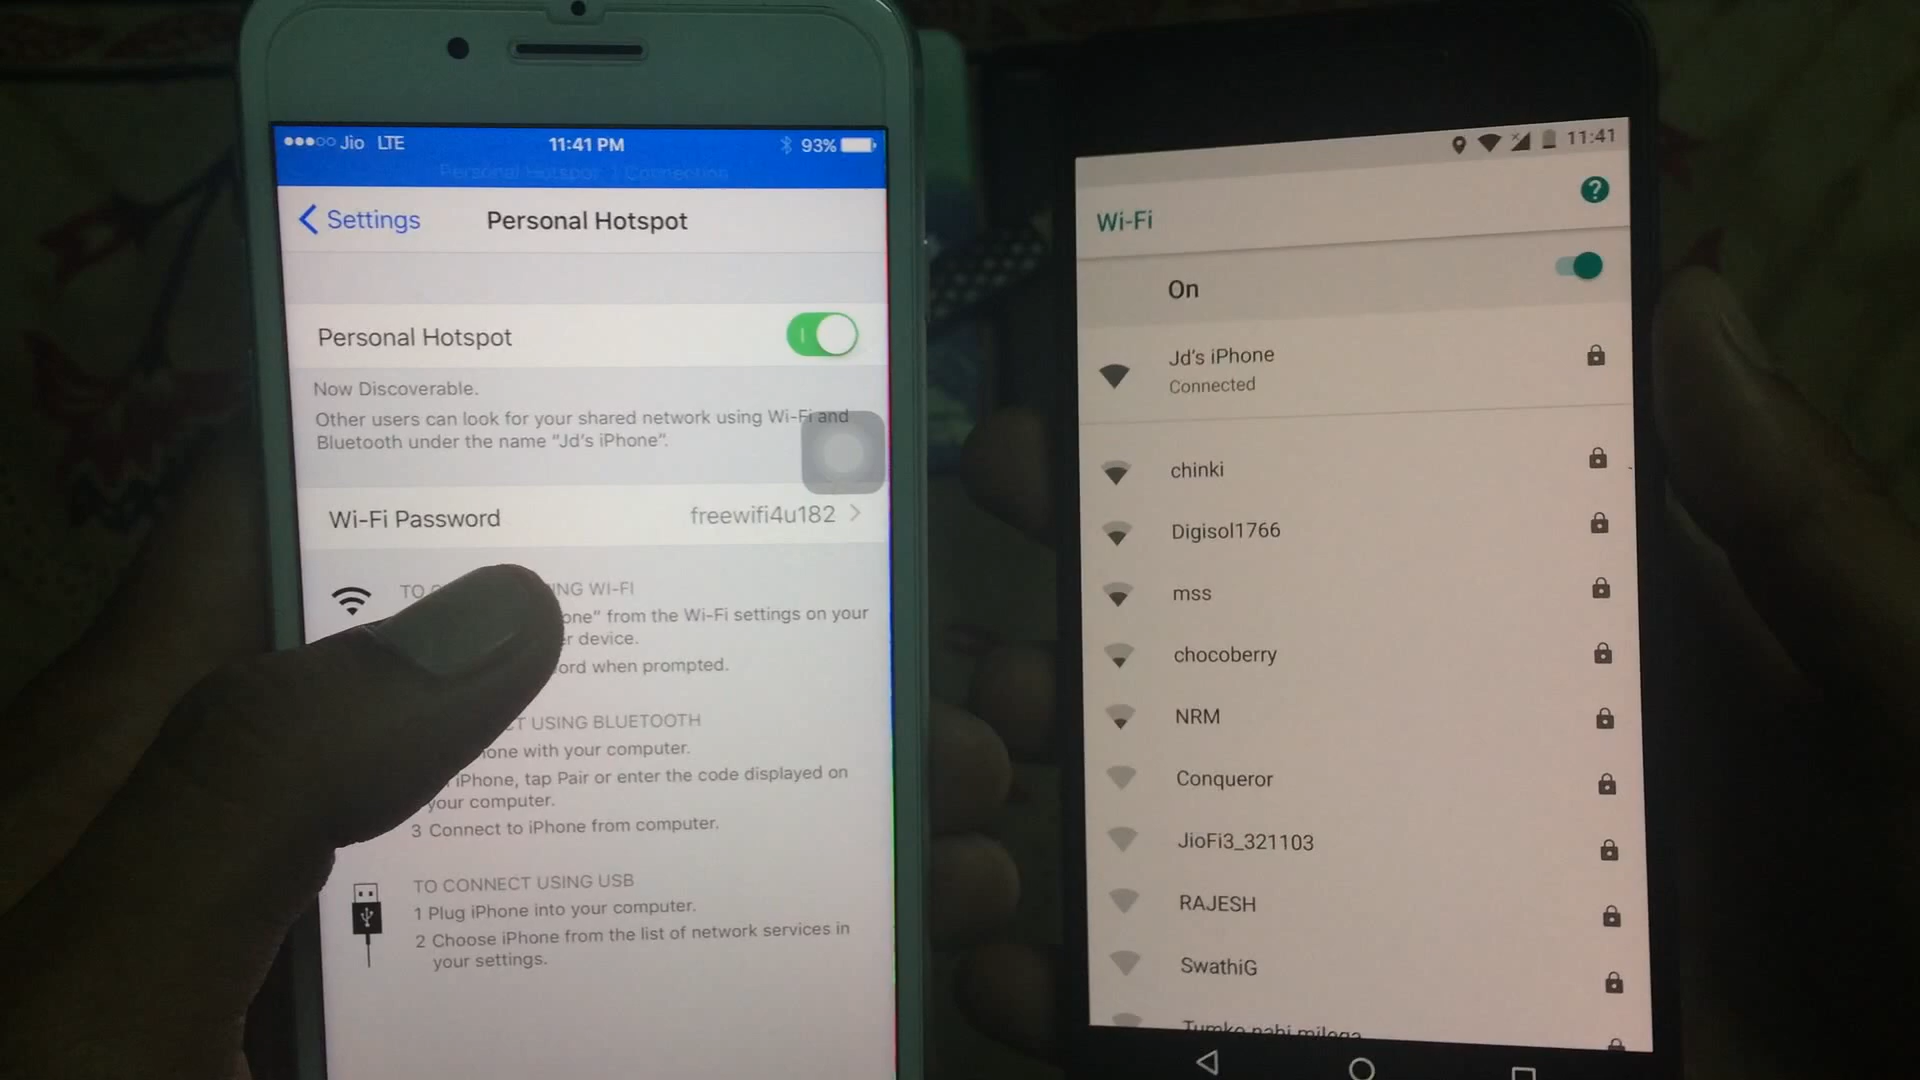 Jio LTE 11:41 PM 93%
Personal Hotspot: 1 Connection
Settings Personal Hotspot
Personal Hotspot
Now Discoverable.
Other users can look for your shared network using Wi-Fi and
Bluetooth under the name "Jd's iPhone".
Wi-Fi Password freewifi4u182
TO NG WI-FI
one" from the Wi-Fi settings on your
r device.
ord when prompted.
T USING BLUETOOTH
one with your computer.
iPhone, tap Pair or enter the code displayed on
your computer.
3 Connect to iPhone from computer.
TO CONNECT USING USB
1 Plug iPhone into your computer.
2 Choose iPhone from the list of network services in
your settings.
11:41
?
Wi-Fi
On
Jd's iPhone
Connected
chinki
Digisol1766
mss
chocoberry
NRM
Conqueror
JioFi3_321103
RAJESH
SwathiG
Tumko nahi milega